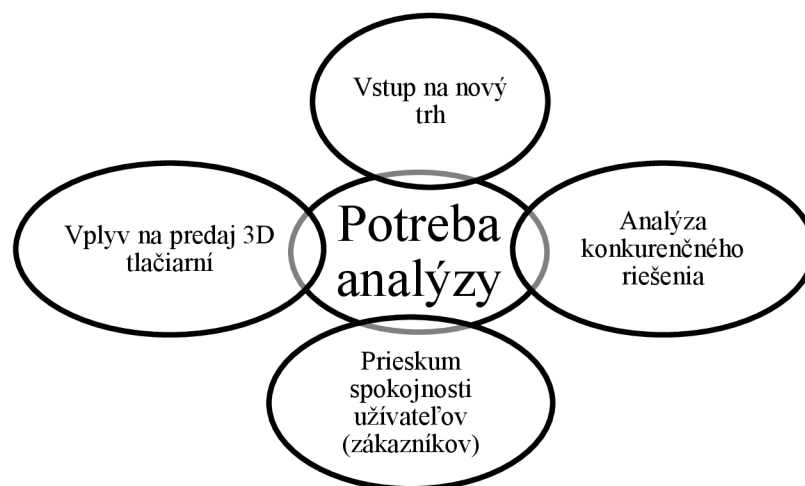 Vstup na nový
trh
Vplyv na predaj 3D
tlačiarní
Potreba
analýzy
Analýza
konkurenčného
riešenia
Prieskum
spokojnosti
užívateľov
(zákazníkov)